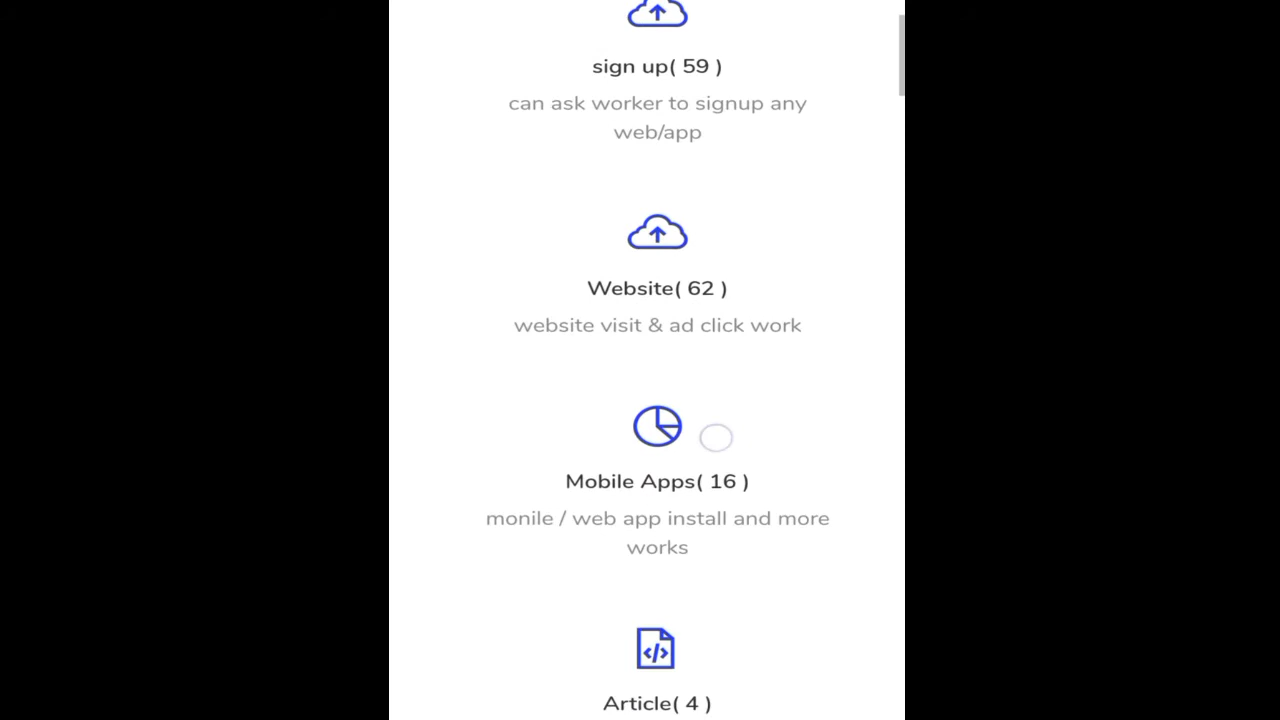 sign up( 59 )
can ask worker to signup any
web/app
Website( 62 )
website visit & ad click work
Mobile Apps( 16 )
monile / web app install and more
works
Article( 4 )